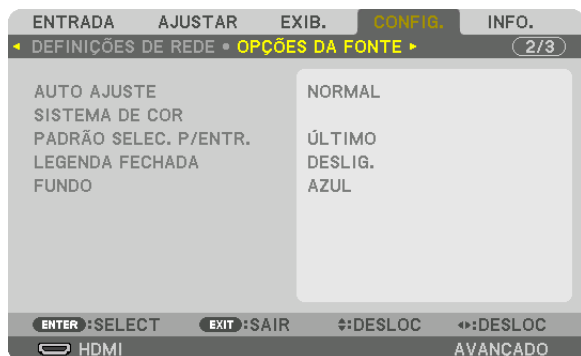 ENTRADA AJUSTAR EXIB. CONFIG. INFO.
DEFINIÇÕES DE REDE • OPÇÕES DA FONTE 2/3
AUTO AJUSTE NORMAL
SISTEMA DE COR
PADRÃO SELEC. P/ENTR. ÚLTIMO
LEGENDA FECHADA DESLIG.
FUNDO AZUL
ENTER :SELECT EXIT :SAIR :DESLOC :DESLOC
HDMI AVANÇADO